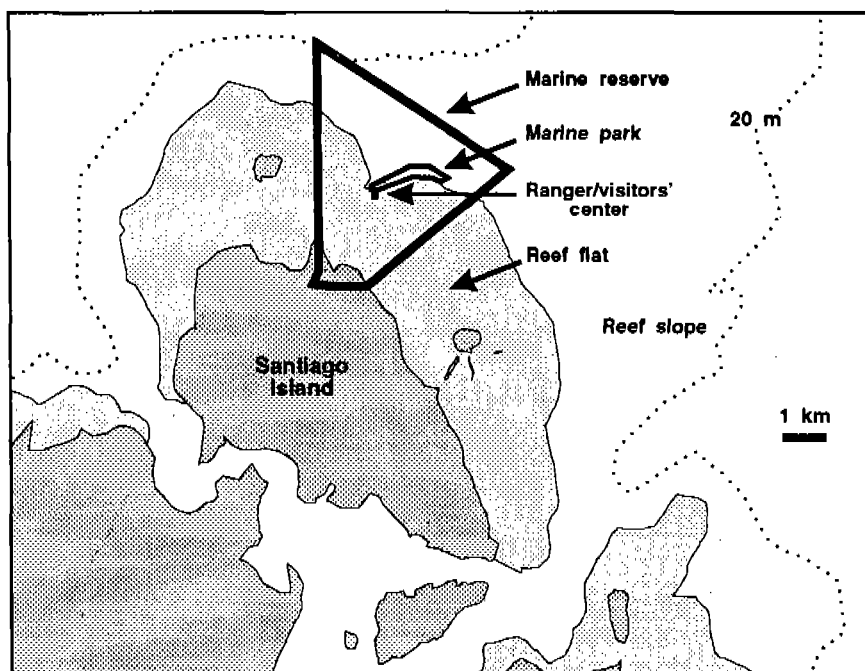 Marine reserve
Marine park
20 m
Ranger/visitors'
center
Reef flat
Reef slope
Santiago
Island
1 km